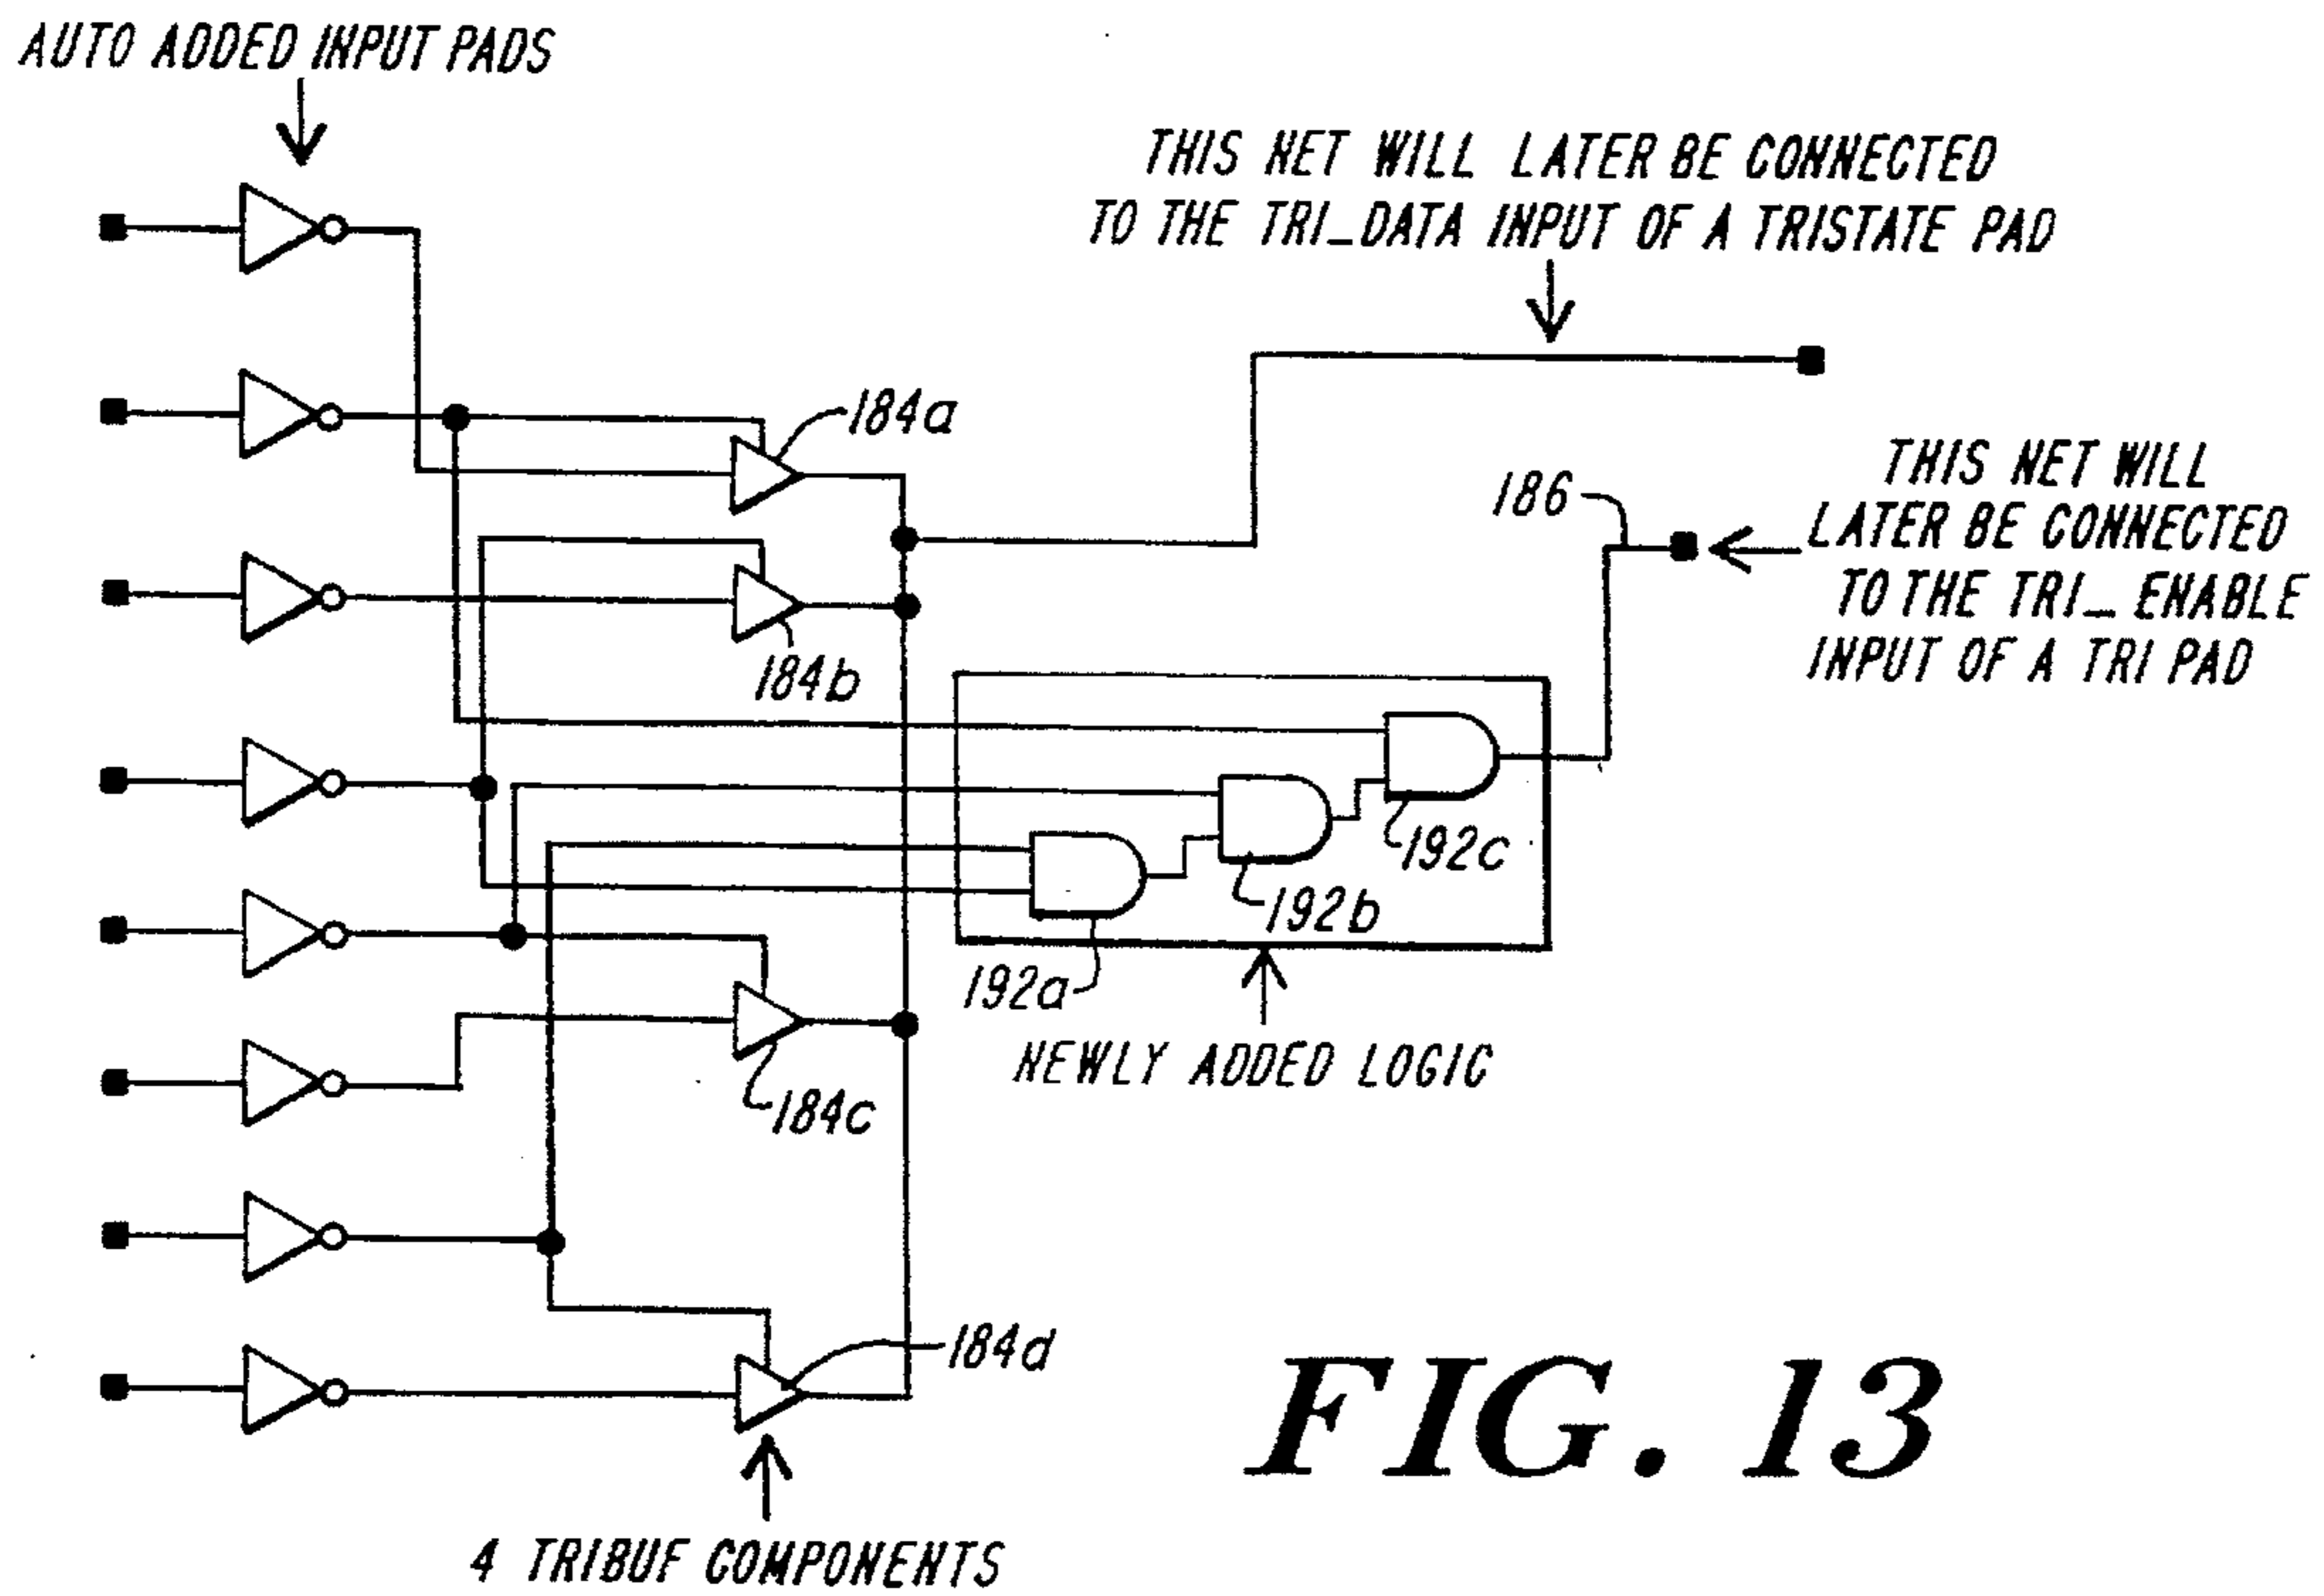 AUTO ADDED INPUT PADS
THIS NET WILL LATER BE CONNECTED
TO THE TRI_DATA INPUT OF A TRISTATE PAD
184a
186
THIS NET WILL
LATER BE CONNECTED
TO THE TRI_ ENABLE
INPUT OF A TRI PAD
184b
192c
192b
192a
NEWLY ADDED LOGIC
184c
184d
4 TRIBUF COMPONENTS
FIG. 13